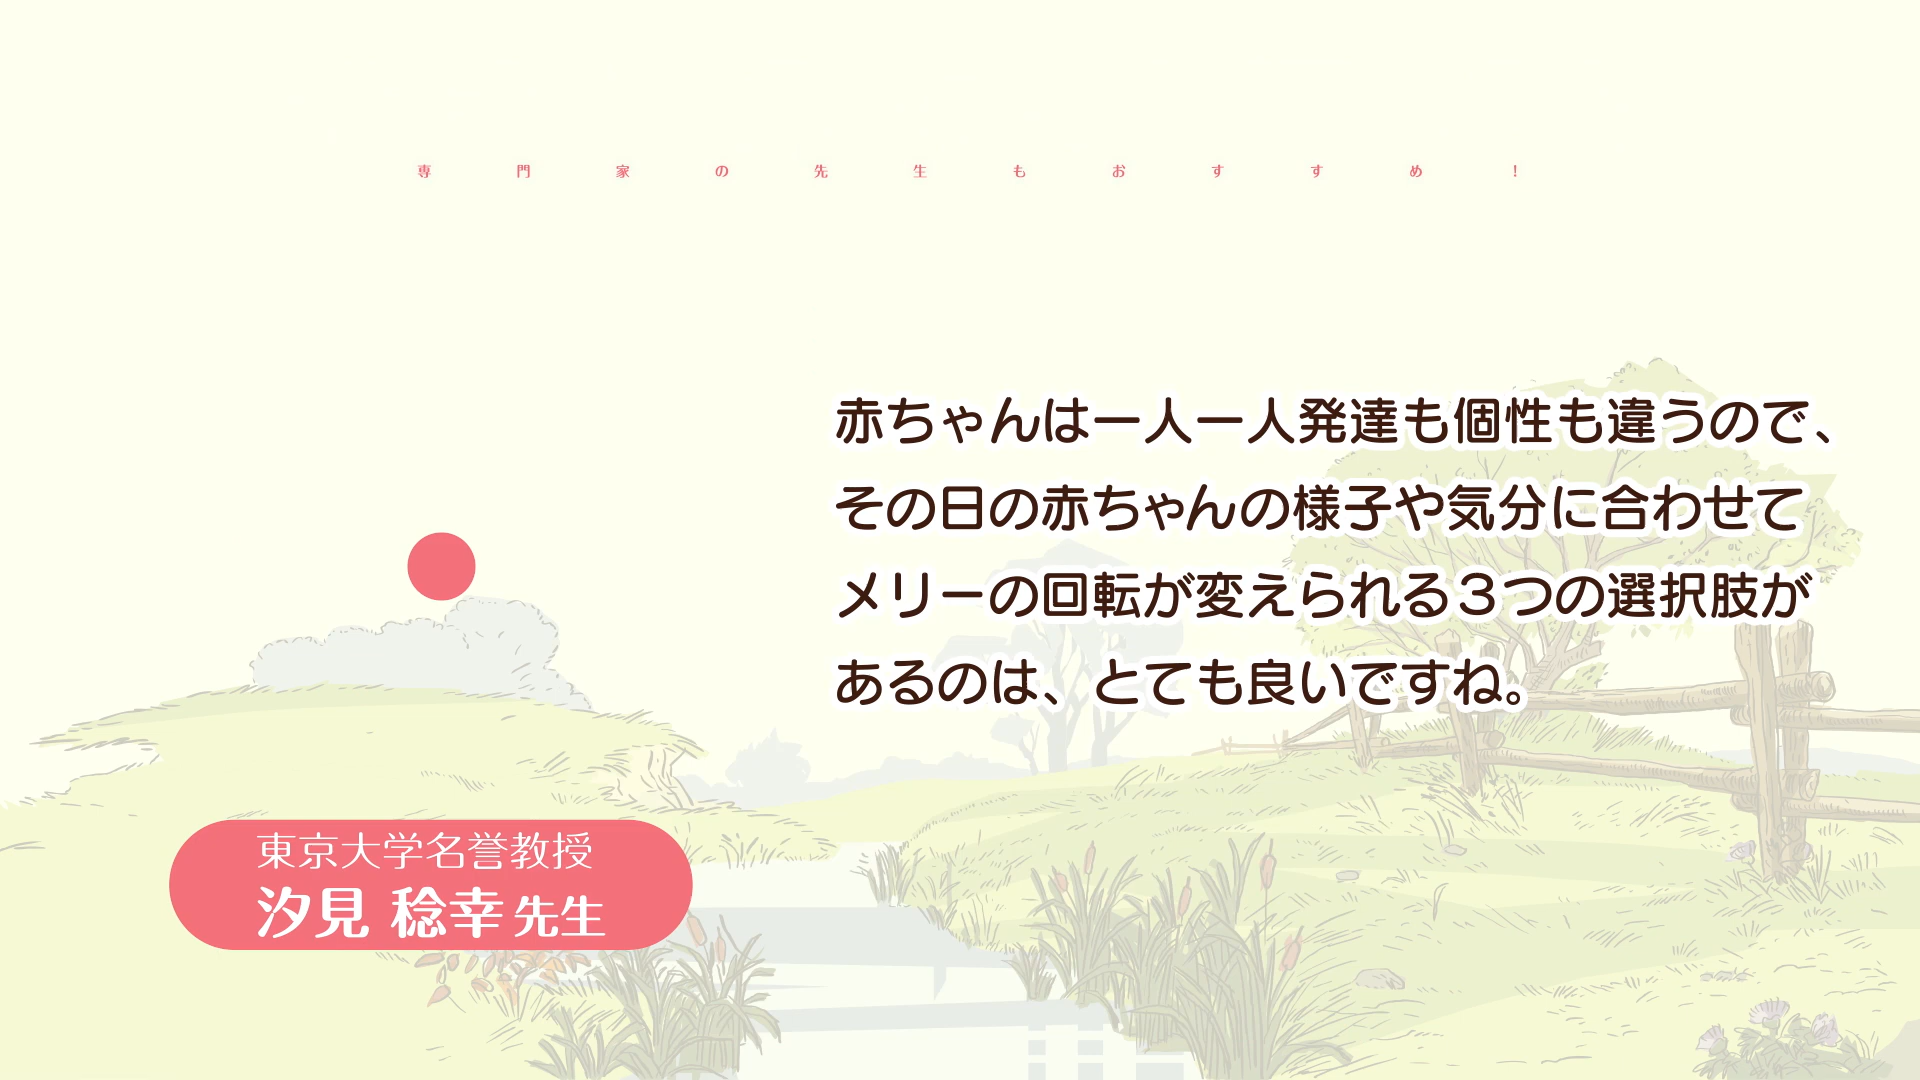 専門家の先生もおすすめ!
赤ちゃんは一人一人発達も個性も違うので、
その日の赤ちゃんの様子や気分に合わせて
メリーの回転が変えられる３つの選択肢が
あるのは、とても良いですね。
東京大学名誉教授
汐見 稔幸 先生